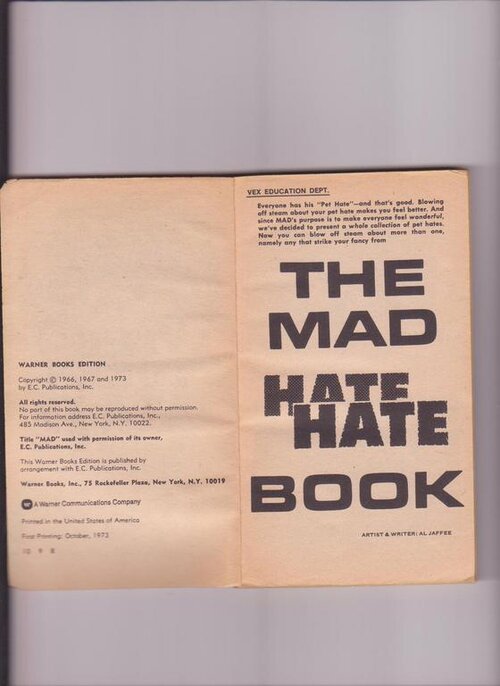 WARNER BOOKS EDITION
Copyright © 1966, 1967 and 1973
by E.C. Publications, Inc.
All rights reserved.
No part of this book may be reproduced without permission.
For information address E.C. Publications, Inc.,
485 Madison Ave., New York, N.Y. 10022.
Title "MAD" used with permission of its owner,
E.C. Publications, Inc.
This Warner Books Edition is published by
arrangement with E.C. Publications, Inc.
Warner Books, Inc., 75 Rockefeller Plaza, New York, N.Y. 10019
A Warner Communications Company
Printed in the United States of America
First Printing: October, 1973
10 9 8
VEX EDUCATION DEPT.
Everyone has his "Pet Hate"—and that's good. Blowing
off steam about your pet hate makes you feel better. And
since MAD's purpose is to make everyone feel wonderful,
we've decided to present a whole collection of pet hates.
Now you can blow off steam about more than one,
namely any that strike your fancy from
THE
MAD
HATE
HATE
BOOK
ARTIST & WRITER: AL JAFFEE